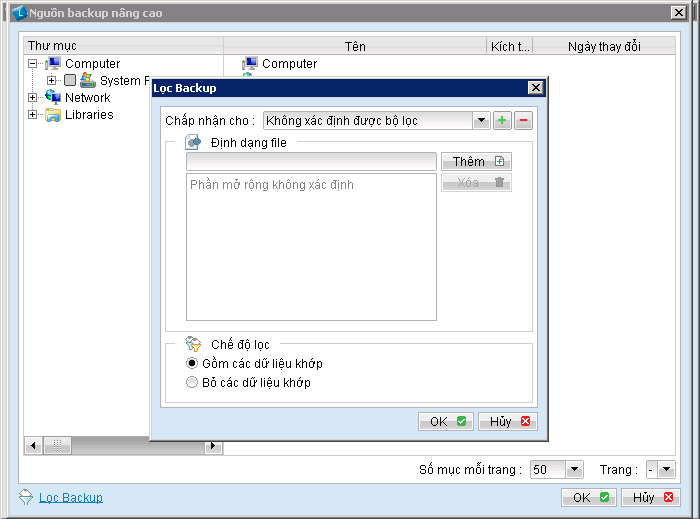 Nguồn backup nâng cao
Thư mục
Tên
Kích t...
Ngày thay đổi
Computer
System
Network
Libraries
Computer
Lọc Backup
Chấp nhận cho :
Không xác định được bộ lọc
Định dạng file
Thêm
Xóa
Phần mở rộng không xác định
Chế độ lọc
Gồm các dữ liệu khớp
Bỏ các dữ liệu khớp
OK
Hủy
Số mục mỗi trang :
50
Trang :
-
Lọc Backup
OK
Hủy